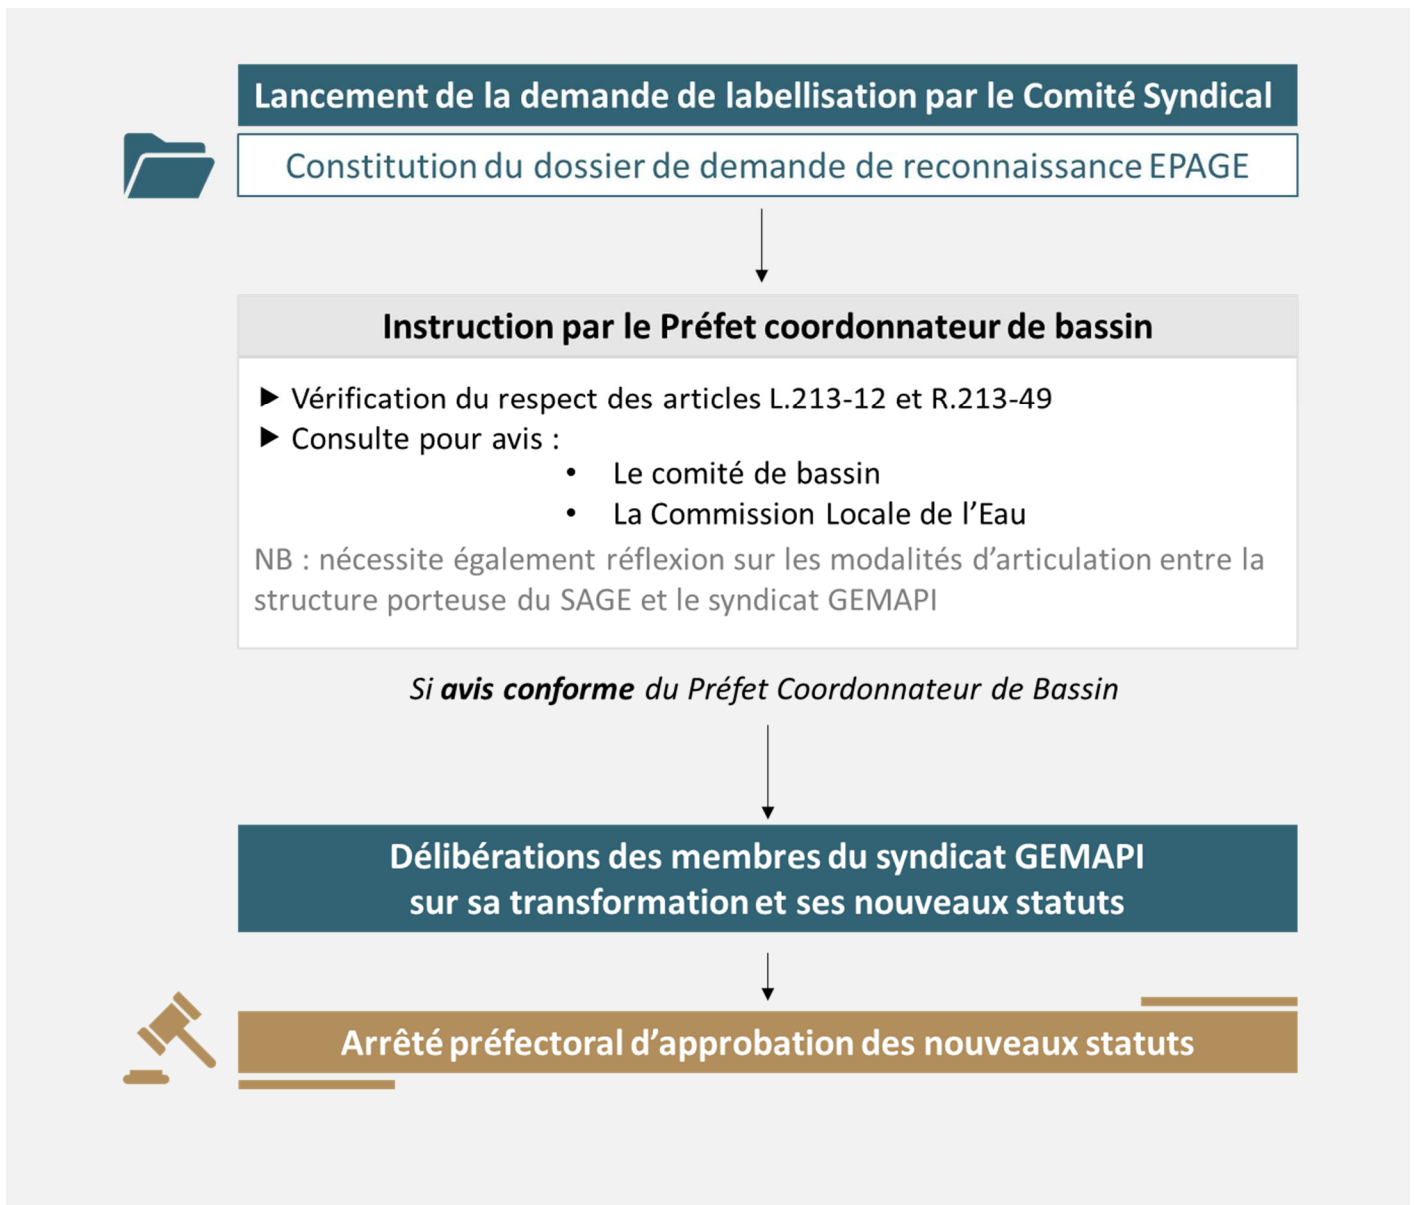 Lancement de la demande de labellisation par le Comité Syndical
Constitution du dossier de demande de reconnaissance EPAGE
Instruction par le Préfet coordonnateur de bassin
▶ Vérification du respect des articles L.213-12 et R.213-49
▶ Consulte pour avis :
• Le comité de bassin
• La Commission Locale de l’Eau
NB : nécessite également réflexion sur les modalités d’articulation entre la
structure porteuse du SAGE et le syndicat GEMAPI
Si avis conforme du Préfet Coordonnateur de Bassin
Délibérations des membres du syndicat GEMAPI
sur sa transformation et ses nouveaux statuts
Arrêté préfectoral d’approbation des nouveaux statuts